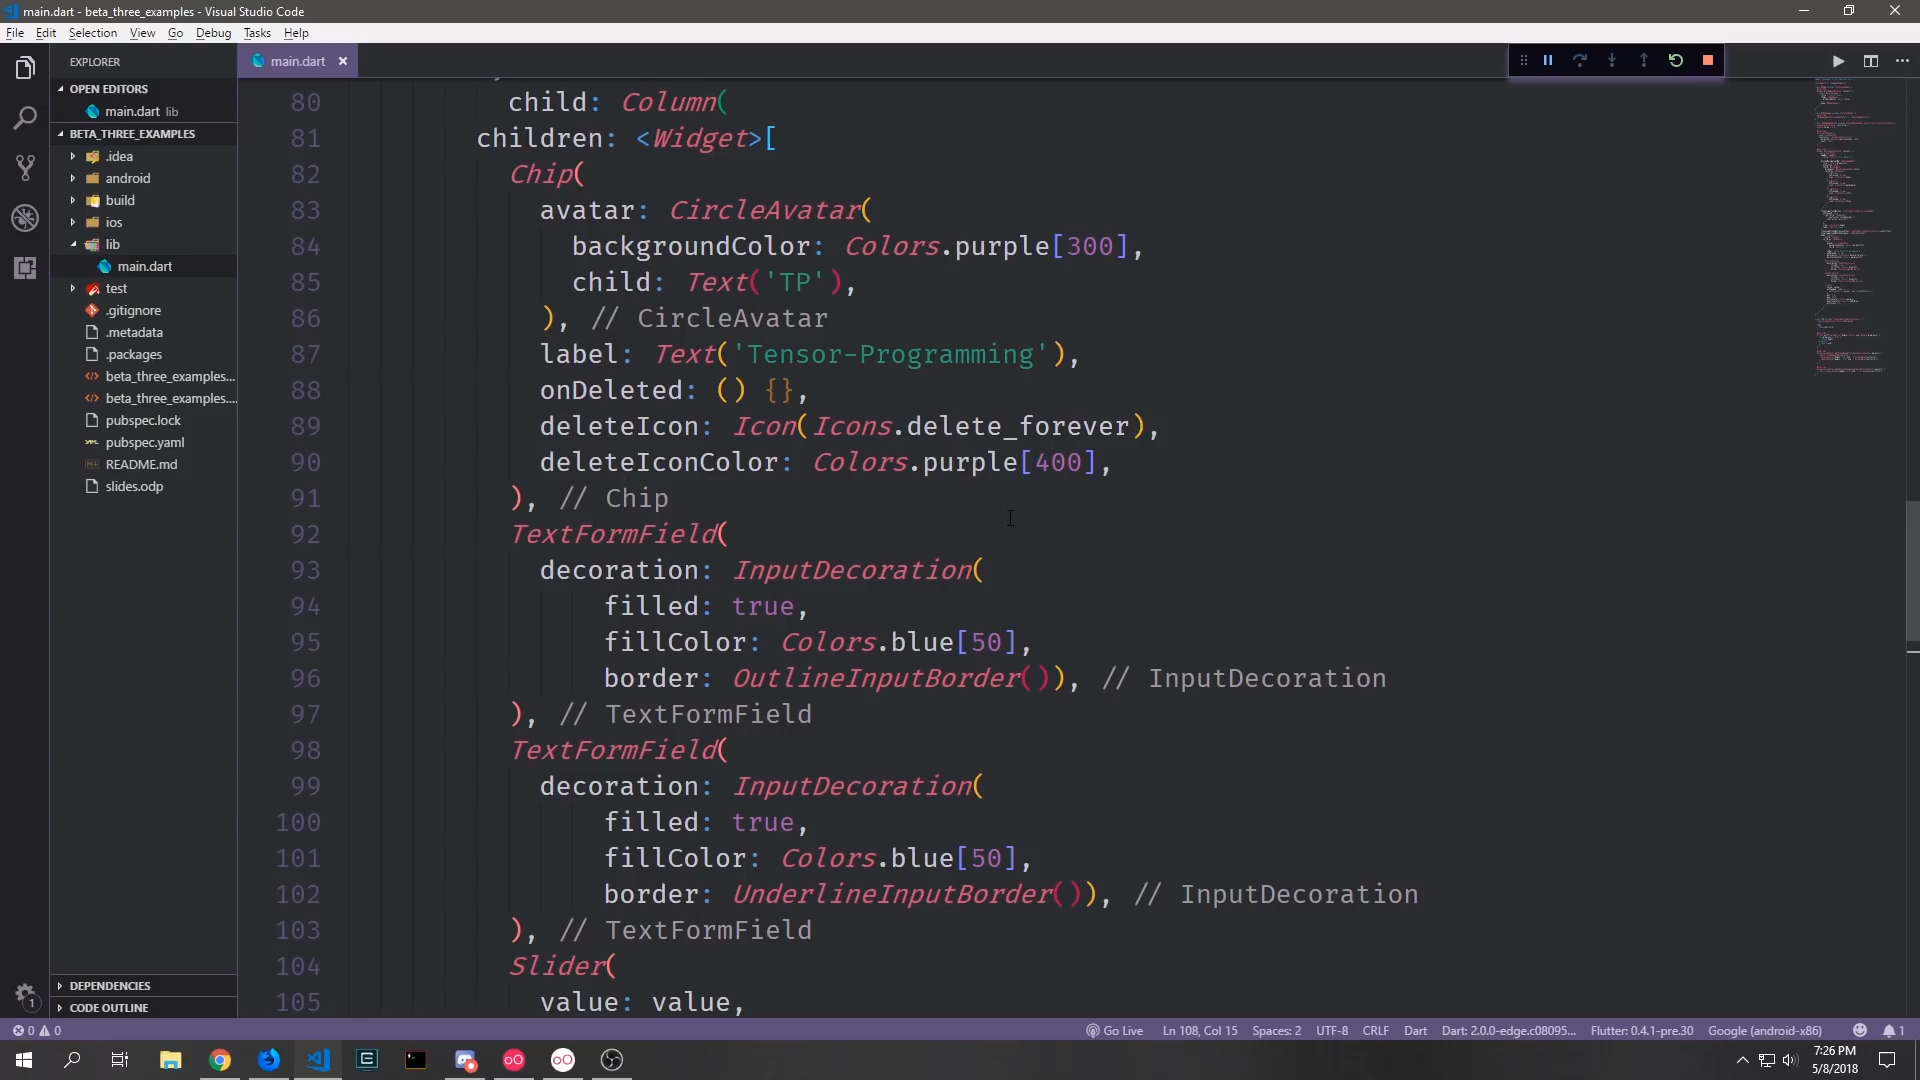 main.dart - beta_three_examples - Visual Studio Code
File Edit Selection View Go Debug Tasks Help
EXPLORER
main.dart
OPEN EDITORS
main.dart lib
BETA_THREE_EXAMPLES
.idea
android
build
ios
lib
main.dart
test
.gitignore
.metadata
.packages
beta_three_examples...
beta_three_examples....
pubspec.lock
pubspec.yaml
README.md
slides.odp
DEPENDENCIES
CODE OUTLINE
80 child: Column(
81 children: <Widget>[
82 Chip(
83 avatar: CircleAvatar(
84 backgroundColor: Colors.purple[300],
85 child: Text('TP'),
86 ), // CircleAvatar
87 label: Text('Tensor-Programming'),
88 onDeleted: () {},
89 deleteIcon: Icon(Icons.delete_forever),
90 deleteIconColor: Colors.purple[400],
91 ), // Chip
92 TextFormField(
93 decoration: InputDecoration(
94 filled: true,
95 fillColor: Colors.blue[50],
96 border: OutlineInputBorder()), // InputDecoration
97 ), // TextFormField
98 TextFormField(
99 decoration: InputDecoration(
100 filled: true,
101 fillColor: Colors.blue[50],
102 border: UnderlineInputBorder()), // InputDecoration
103 ), // TextFormField
104 Slider(
105 value: value,
0 0 Go Live Ln 108, Col 15 Spaces: 2 UTF-8 CRLF Dart Dart: 2.0.0-edge.c08095... Flutter: 0.4.1-pre.30 Google (android-x86) 1
7:26 PM
5/8/2018